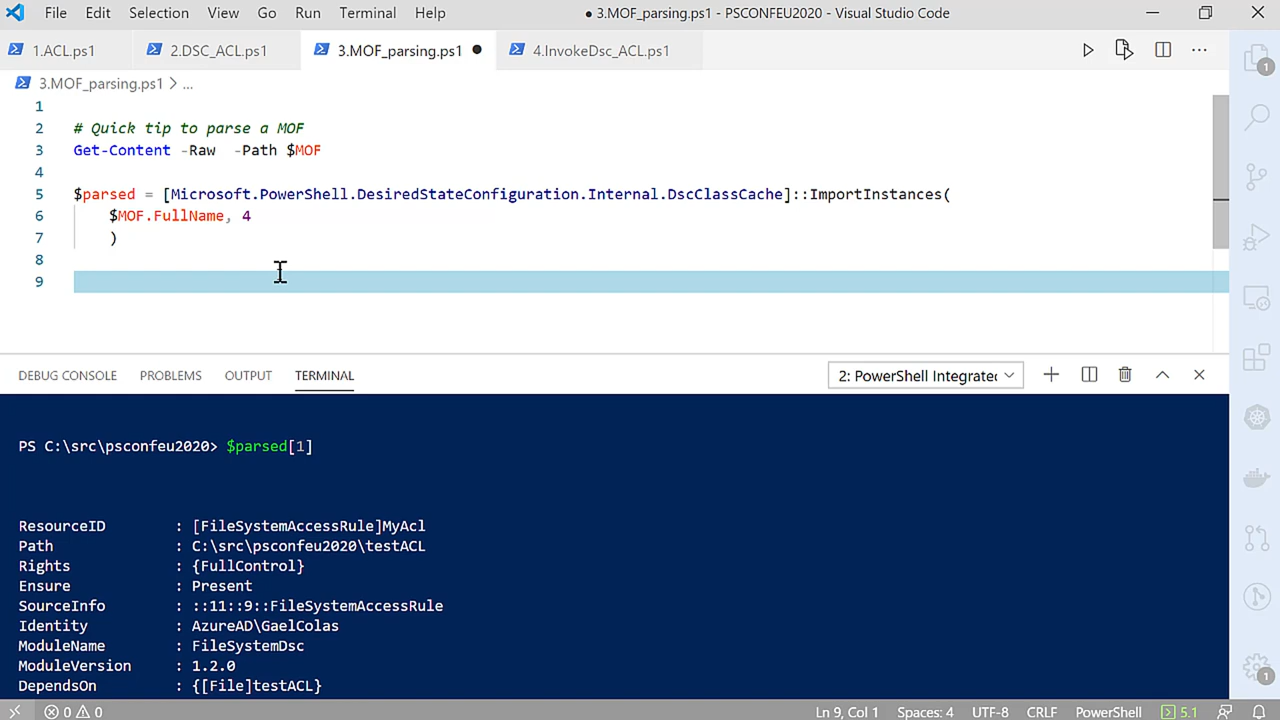 File Edit Selection View Go Run Terminal Help ● 3.MOF_parsing.ps1 - PSCONFEU2020 - Visual Studio Code
1.ACL.ps1 2.DSC_ACL.ps1 3.MOF_parsing.ps1 ● 4.InvokeDsc_ACL.ps1 ...
3.MOF_parsing.ps1 > ...
1
2 # Quick tip to parse a MOF
3 Get-Content -Raw  -Path $MOF
4
5 $parsed = [Microsoft.PowerShell.DesiredStateConfiguration.Internal.DscClassCache]::ImportInstances(
6     $MOF.FullName, 4
7     )
8
9
1
DEBUG CONSOLE PROBLEMS OUTPUT TERMINAL 2: PowerShell Integrated
PS C:\src\psconfeu2020> $parsed[1]
ResourceID : [FileSystemAccessRule]MyAcl
Path : C:\src\psconfeu2020\testACL
Rights : {FullControl}
Ensure : Present
SourceInfo : ::11::9::FileSystemAccessRule
Identity : AzureAD\GaelColas
ModuleName : FileSystemDsc
ModuleVersion : 1.2.0
DependsOn : {[File]testACL}
1
0 0 Ln 9, Col 1 Spaces: 4 UTF-8 CRLF PowerShell 5.1